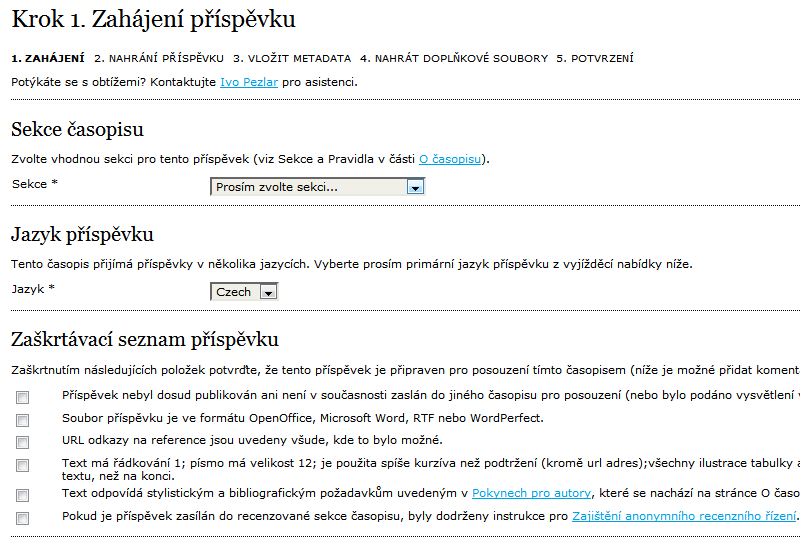 Krok 1. Zahájení příspěvku
1. ZAHÁJENÍ 2. NAHRÁNÍ PŘÍSPĚVKU 3. VLOŽIT METADATA 4. NAHRÁT DOPLŇKOVÉ SOUBORY 5. POTVRZENÍ
Potýkáte se s obtížemi? Kontaktujte Ivo Pezlar pro asistenci.
Sekce časopisu
Zvolte vhodnou sekci pro tento příspěvek (viz Sekce a Pravidla v části O časopisu).
Sekce * Prosím zvolte sekci...
Jazyk příspěvku
Tento časopis přijímá příspěvky v několika jazycích. Vyberte prosím primární jazyk příspěvku z vyjížděcí nabídky níže.
Jazyk * Czech
Zaškrtávací seznam příspěvku
Zaškrtnutím následujících položek potvrďte, že tento příspěvek je připraven pro posouzení tímto časopisem (níže je možné přidat koment
Příspěvek nebyl dosud publikován ani není v současnosti zaslán do jiného časopisu pro posouzení (nebo bylo podáno vysvětlení v
Soubor příspěvku je ve formátu OpenOffice, Microsoft Word, RTF nebo WordPerfect.
URL odkazy na reference jsou uvedeny všude, kde to bylo možné.
Text má řádkování 1; písmo má velikost 12; je použita spíše kurzíva než podtržení (kromě url adres);všechny ilustrace tabulky a
textu, než na konci.
Text odpovídá stylistickým a bibliografickým požadavkům uvedeným v Pokynech pro autory, které se nachází na stránce O časo
Pokud je příspěvek zasílán do recenzované sekce časopisu, byly dodrženy instrukce pro Zajištění anonymního recenzního řízení.